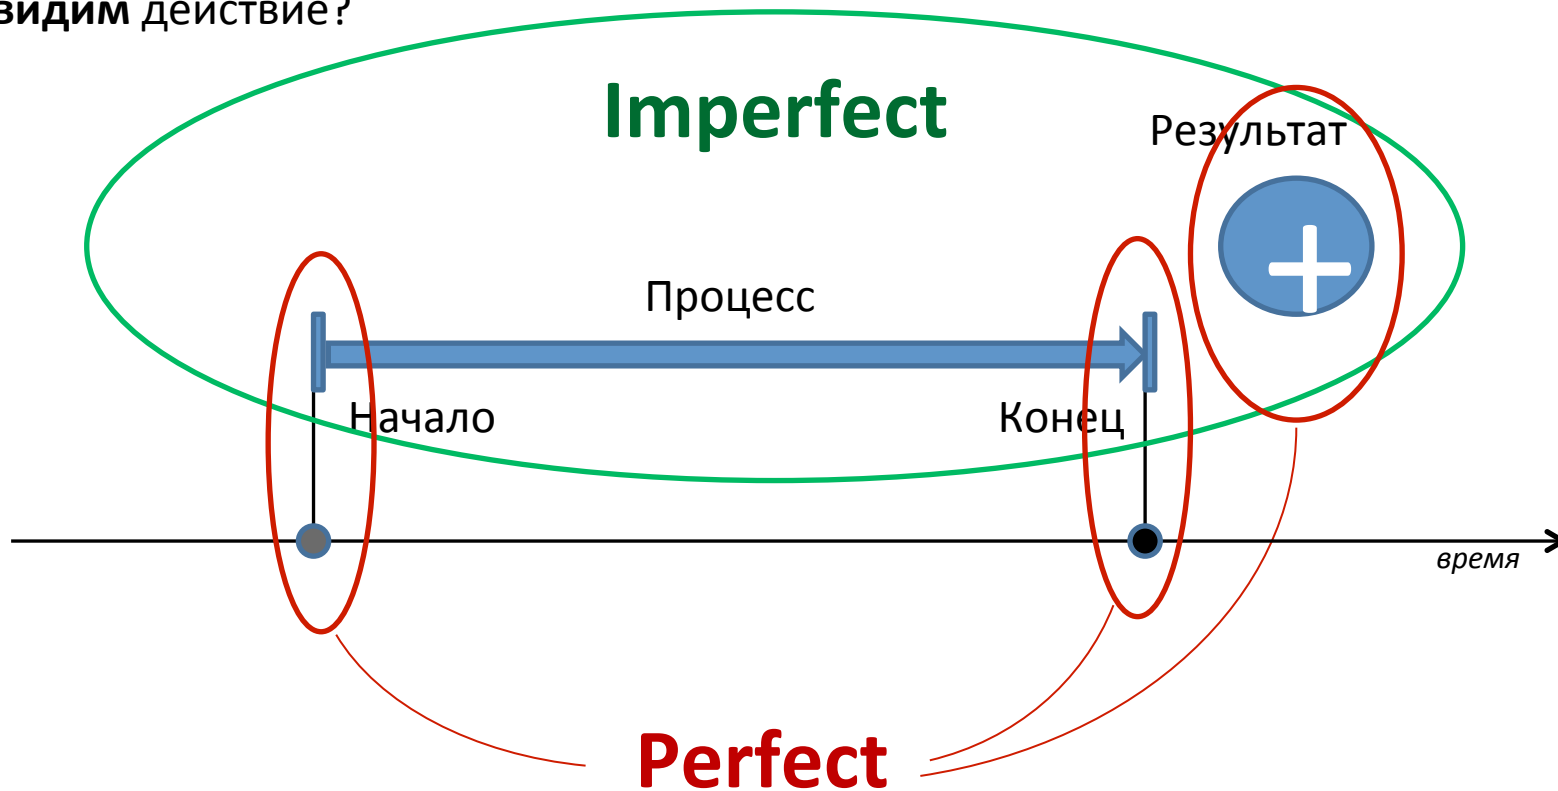 видим действие?
Imperfect
Результат
Процесс
Начало
Конец
время
Perfect